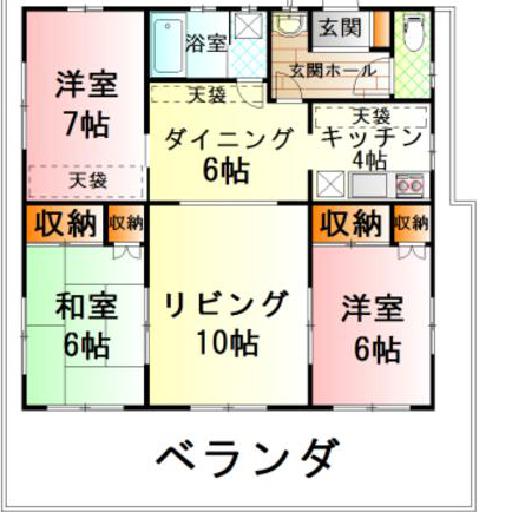 浴室
玄関
玄関ホール
洋室
7帖
天袋
天袋
ダイニング
6帖
天袋
キッチン
4帖
収納
収納
収納
収納
和室
6帖
リビング
10帖
洋室
6帖
ベランダ